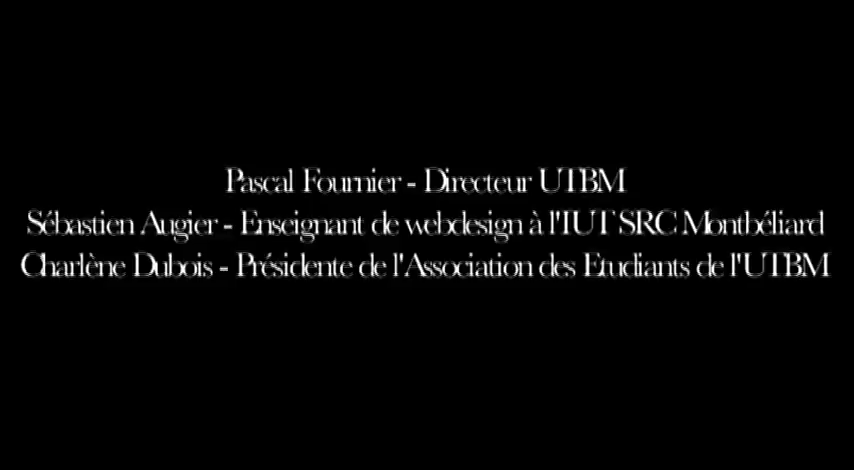 Pascal Fournier - Directeur UTBM
Sébastien Augier - Enseignant de webdesign à l'IUT SRC Montbéliard
Charlène Dubois - Présidente de l'Association des Etudiants de l'UTBM